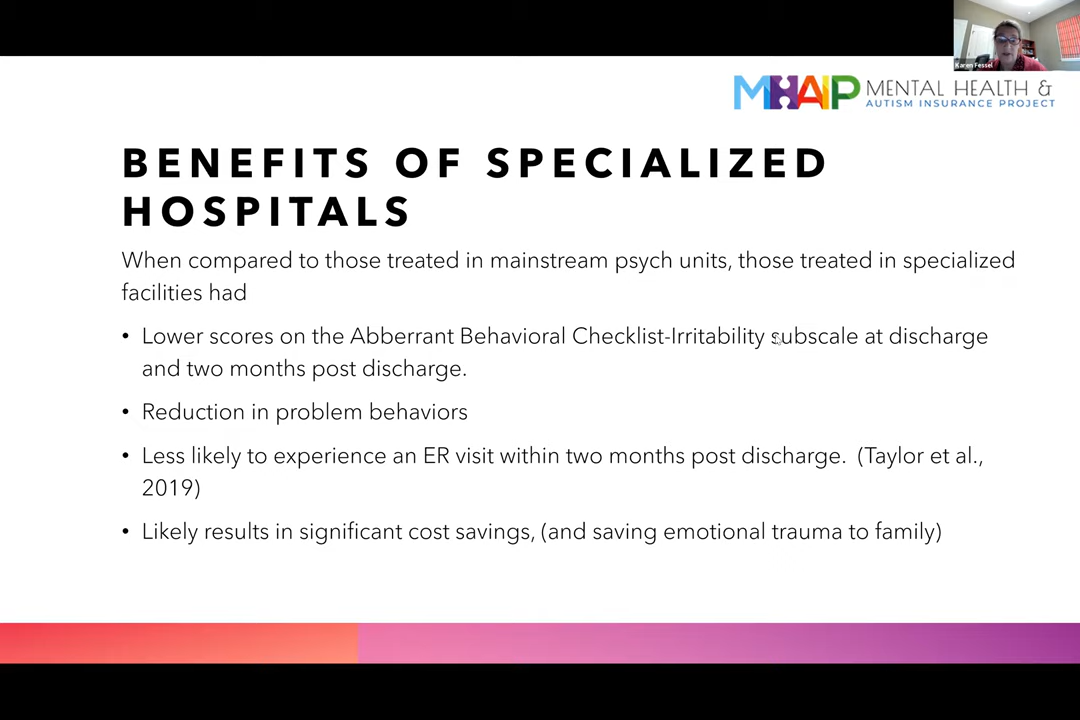 Karen Fessel
MHAIP MENTAL HEALTH &
AUTISM INSURANCE PROJECT
BENEFITS OF SPECIALIZED
HOSPITALS
When compared to those treated in mainstream psych units, those treated in specialized
facilities had
• Lower scores on the Abberrant Behavioral Checklist-Irritability subscale at discharge
and two months post discharge.
• Reduction in problem behaviors
• Less likely to experience an ER visit within two months post discharge. (Taylor et al.,
2019)
• Likely results in significant cost savings, (and saving emotional trauma to family)